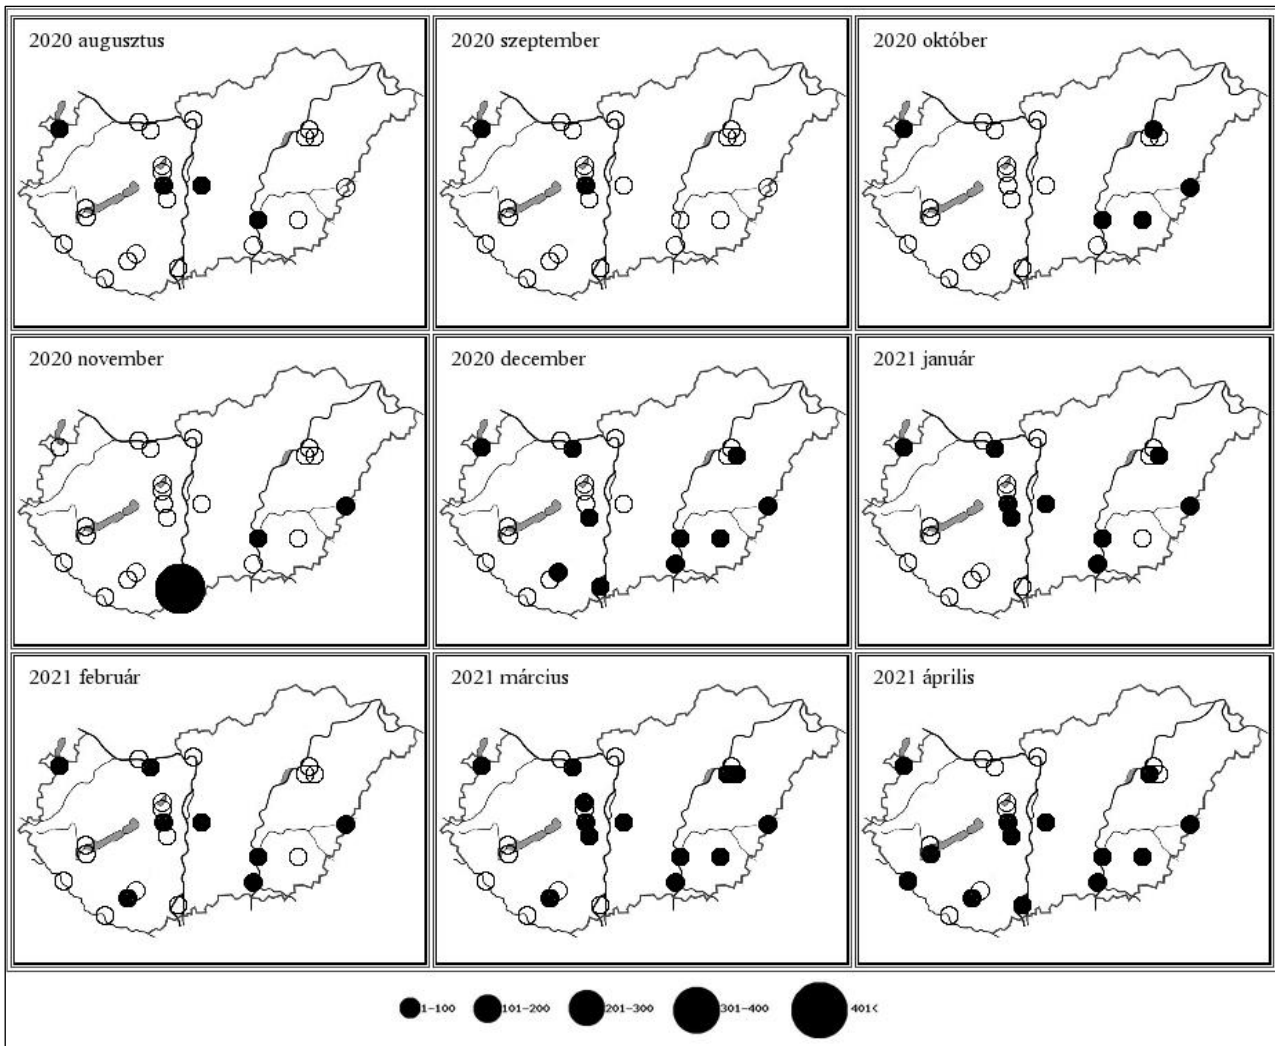 2020 augusztus
2020 szeptember
2020 október
2020 november
2020 december
2021 január
2021 február
2021 március
2021 április
1-100 101-200 201-300 301-400 401<